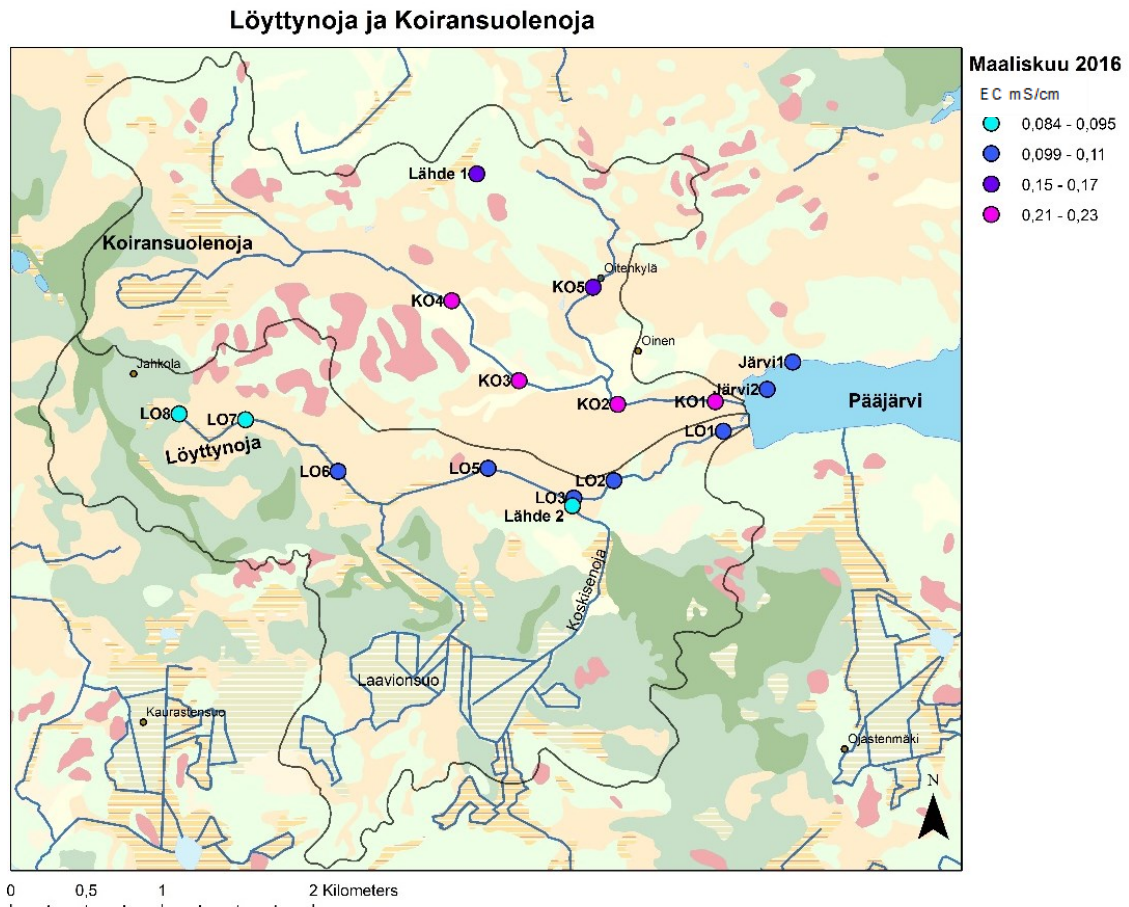 Löyttynoja ja Koiransuolenoja
Maaliskuu 2016
EC mS/cm
0,084 - 0,095
0,099 - 0,11
0,15 - 0,17
0,21 - 0,23
Lähde 1
Koiransuolenoja
Oitenkylä
KO5
KO4
Oinen
Järvi1
Jahkola
KO3
Järvi2
KO2
KO1
Pääjärvi
LO8
LO7
LO1
Löyttynoja
LO6
LO5
LO2
LO3
Lähde 2
Koskisenoja
Laavionsuo
Kaurastensuo
Ojastenmäki
N
0 0,5 1 2 Kilometers